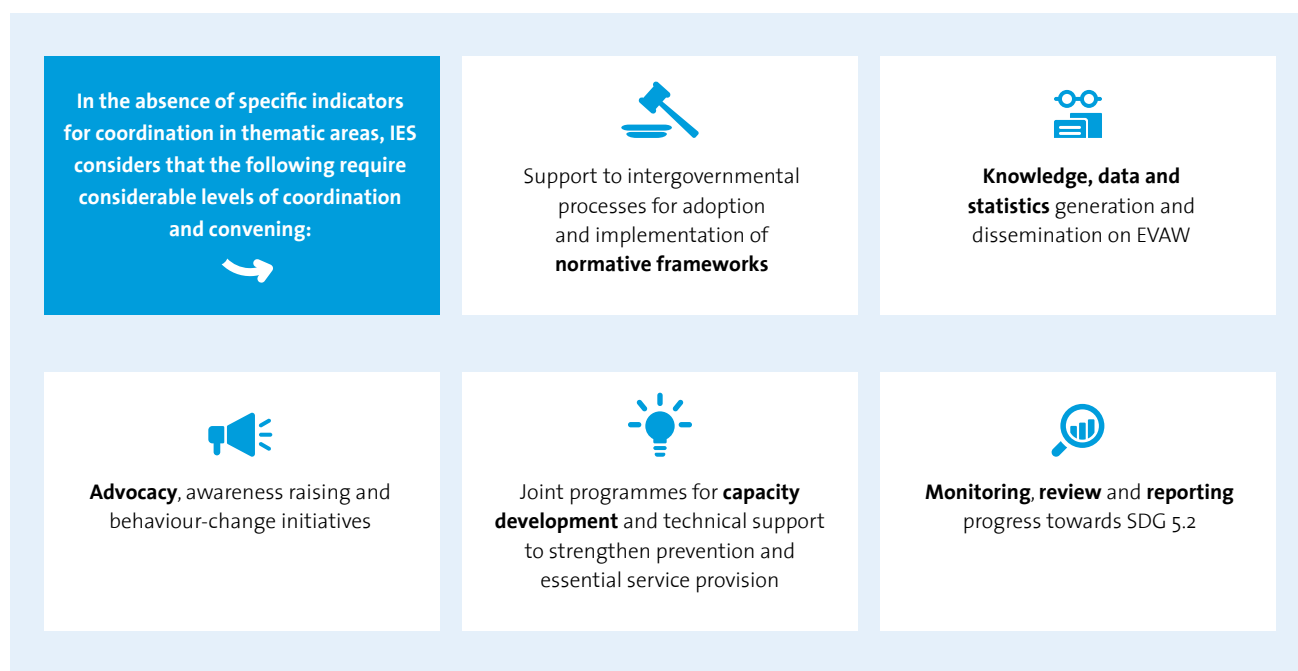 In the absence of specific indicators
for coordination in thematic areas, IES
considers that the following require
considerable levels of coordination
and convening:
Support to intergovernmental
processes for adoption
and implementation of
normative frameworks
Knowledge, data and
statistics generation and
dissemination on EVAW
Advocacy, awareness raising and
behaviour-change initiatives
Joint programmes for capacity
development and technical support
to strengthen prevention and
essential service provision
Monitoring, review and reporting
progress towards SDG 5.2